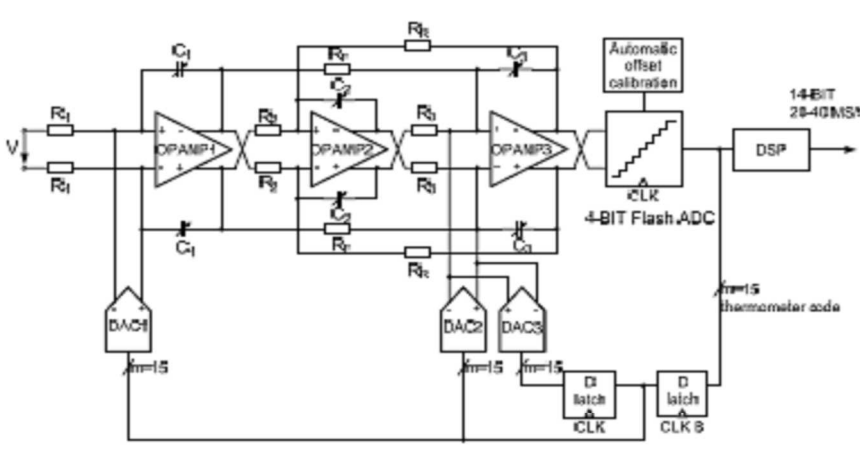 RR
C1
RF
C3
Automatic
offset
calibration
14-BIT
R1
C2
R2
R3
V
OPAMP1
OPAMP2
OPAMP3
DSP
R1
R2
R3
C2
CLK
4-BIT Flash ADC
C1
RF
C3
RR
m=15
thermometer code
DAC1
DAC2
DAC3
m=15
m=15
m=15
D
latch
D
latch
CLK
CLK B